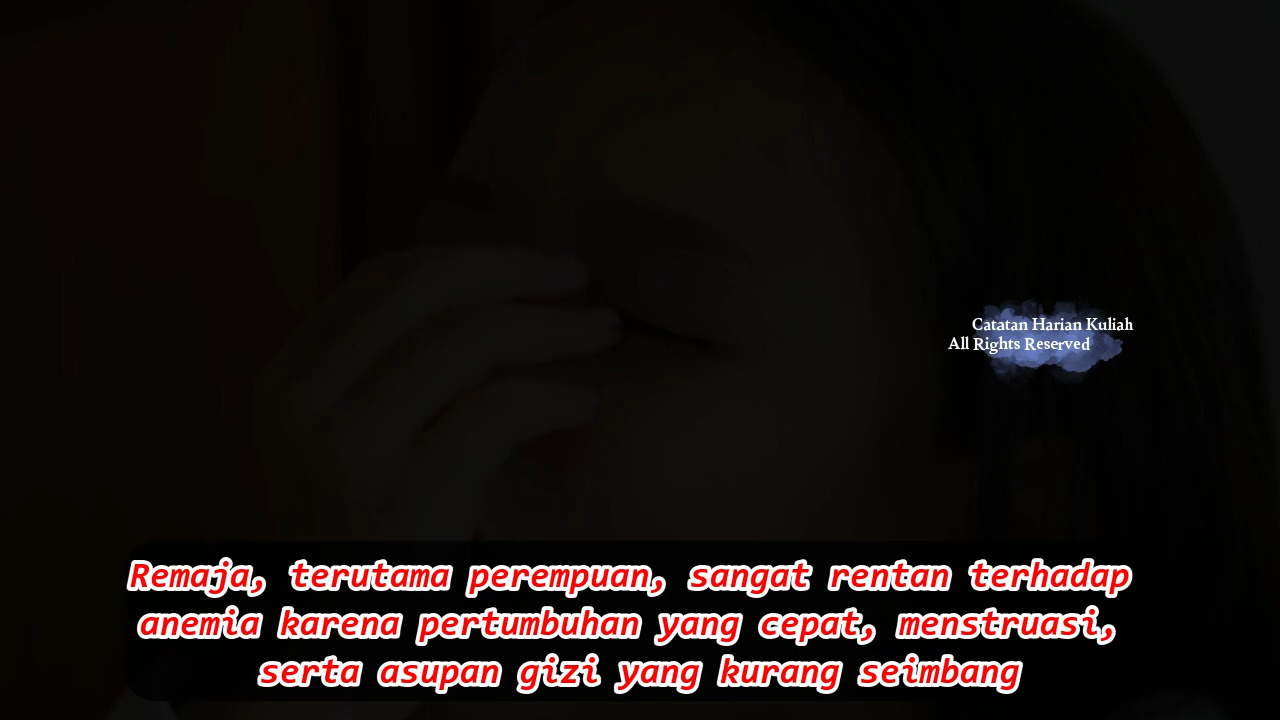 Catatan Harian Kuliah
All Rights Reserved
Remaja, terutama perempuan, sangat rentan terhadap
anemia karena pertumbuhan yang cepat, menstruasi,
serta asupan gizi yang kurang seimbang